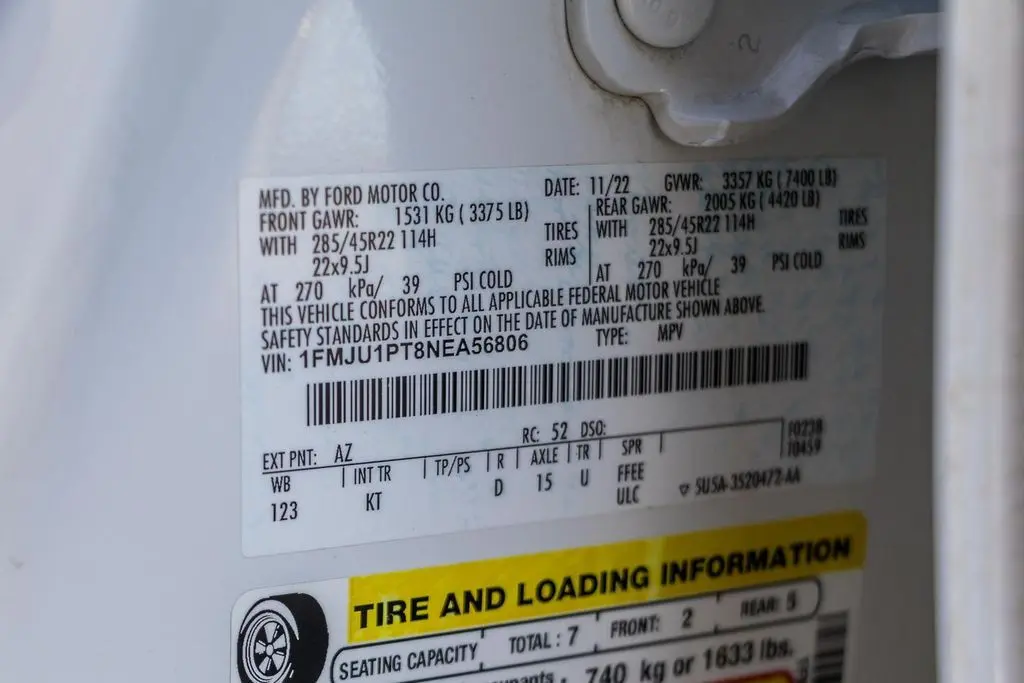 MFD. BY FORD MOTOR CO. DATE: 11/22 GVWR: 3357 KG ( 7400 LB)
FRONT GAWR: 1531 KG ( 3375 LB) REAR GAWR: 2005 KG ( 4420 LB)
WITH 285/45R22 114H TIRES WITH 285/45R22 114H TIRES
22x9.5J RIMS 22x9.5J RIMS
AT 270 kPa/ 39 PSI COLD AT 270 kPa/ 39 PSI COLD
THIS VEHICLE CONFORMS TO ALL APPLICABLE FEDERAL MOTOR VEHICLE
SAFETY STANDARDS IN EFFECT ON THE DATE OF MANUFACTURE SHOWN ABOVE.
VIN: 1FMJU1PT8NEA56806 TYPE: MPV
EXT PNT: AZ RC: 52 DSO: F0238
T0459
WB INT TR TP/PS R AXLE TR SPR
123 KT D 15 U FFEE
ULC ▽ 5U5A-3520472-AA
TIRE AND LOADING INFORMATION
SEATING CAPACITY TOTAL : 7 FRONT: 2 REAR: 5
740 kg or 1633 lbs.